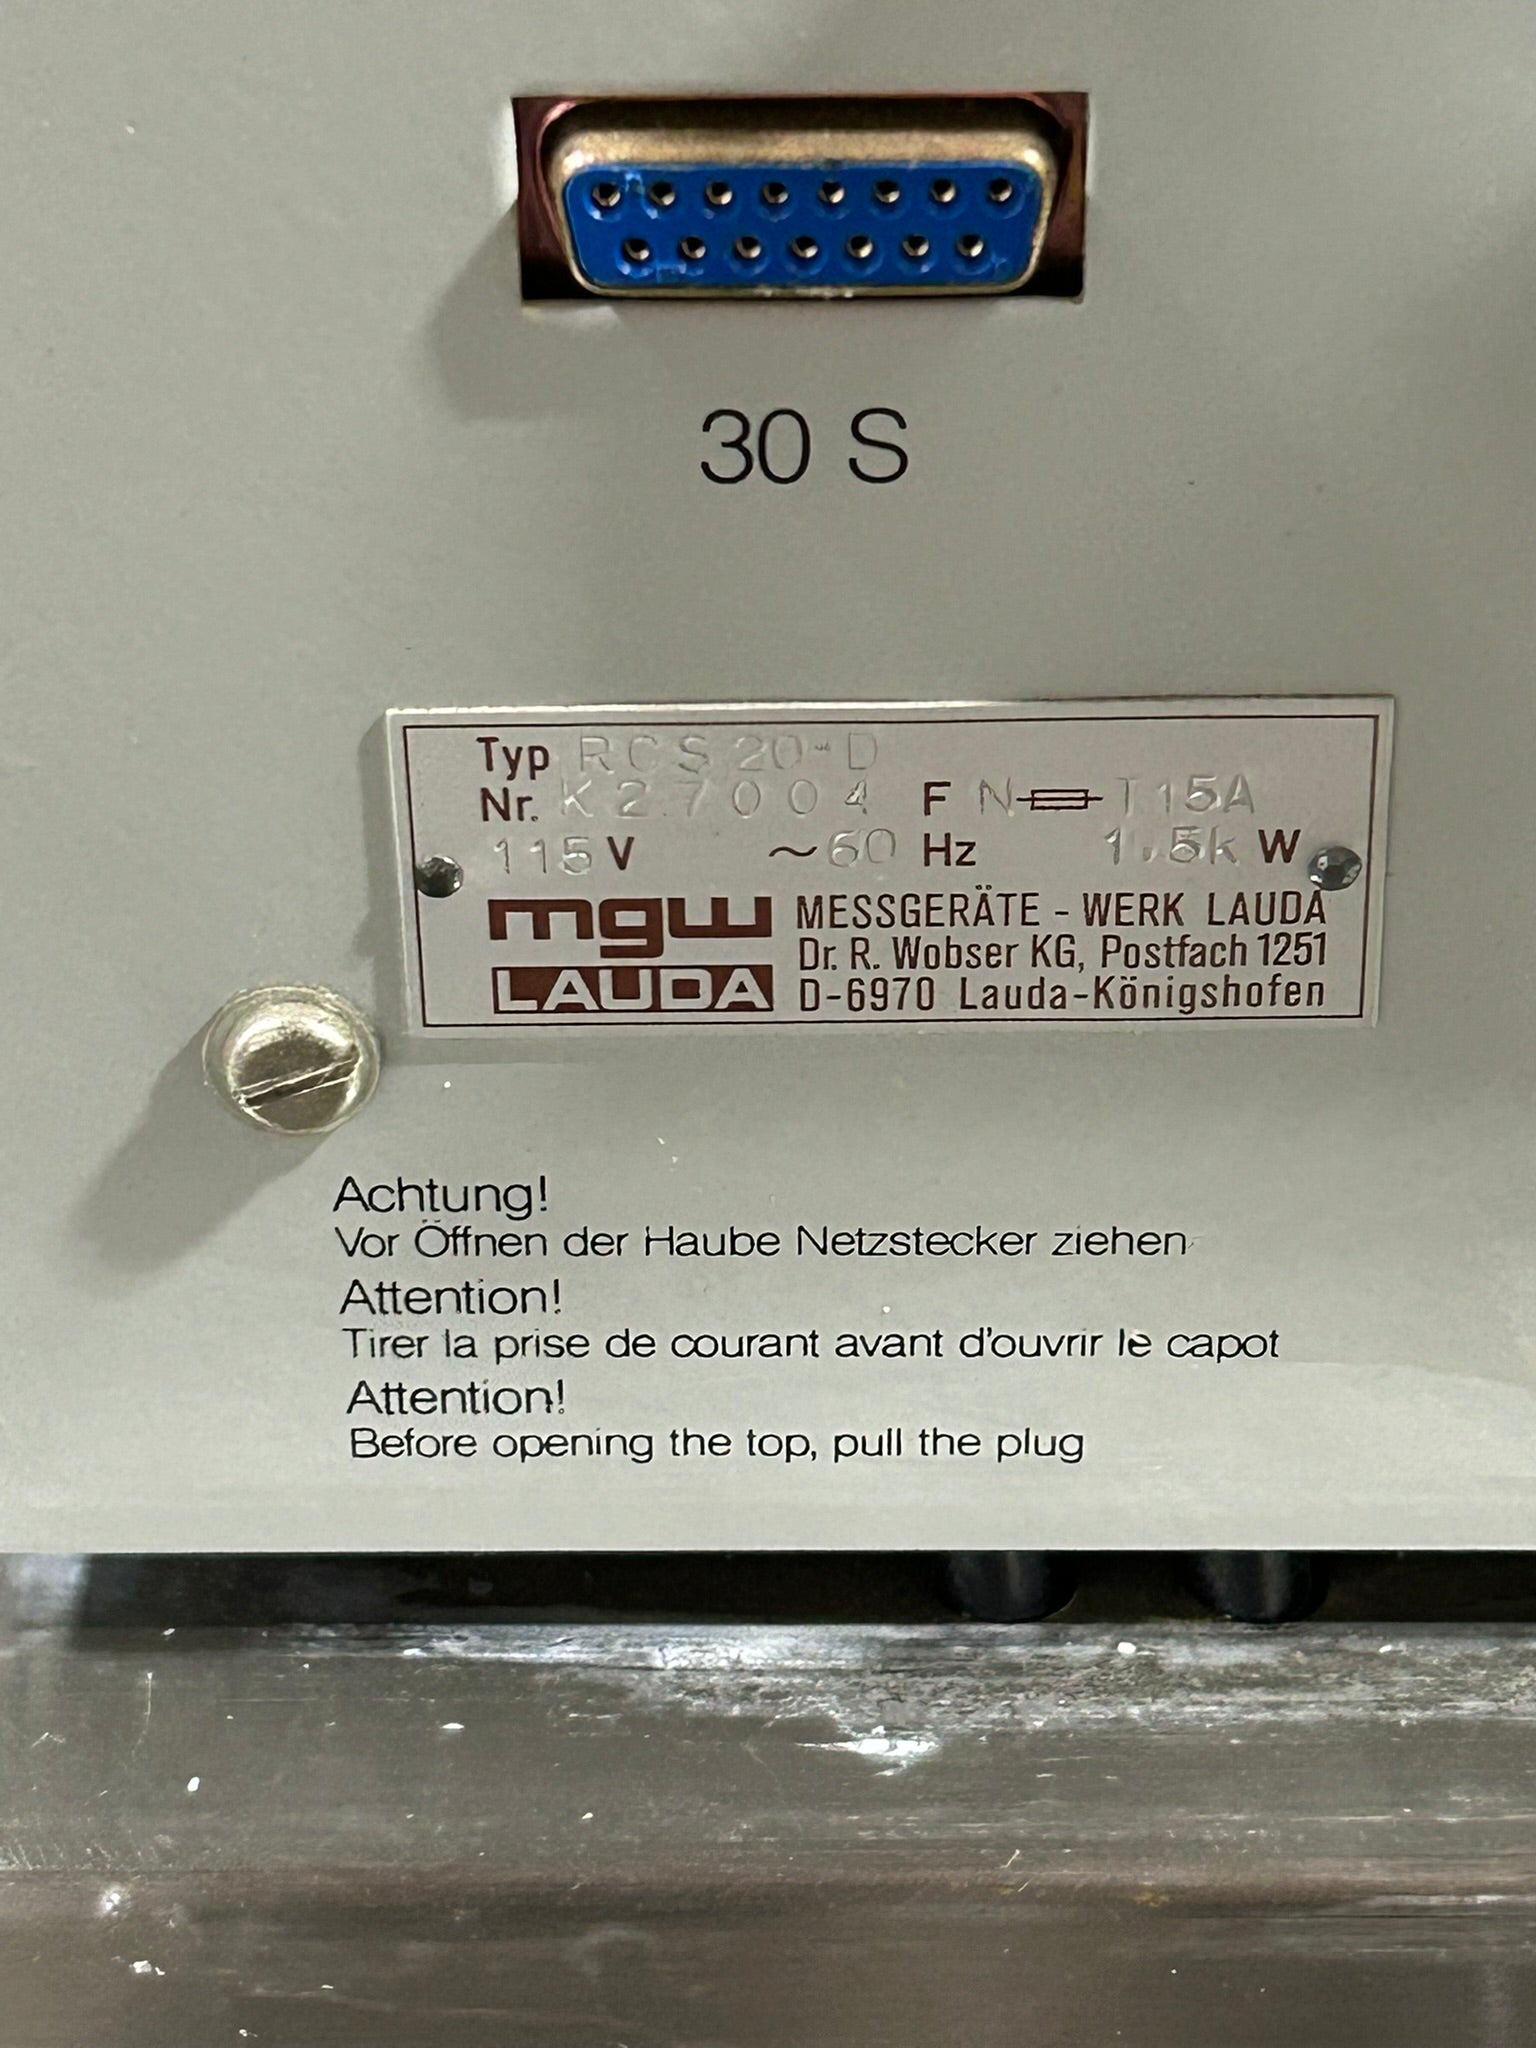 30 S
Typ RCS 20-D
Nr. K27004 F N T15A
115 V ~60 Hz 1.5k W
mgw MESSGERÄTE - WERK LAUDA
LAUDA Dr. R. Wobser KG, Postfach 1251
D-6970 Lauda-Königshofen
Achtung!
Vor Öffnen der Haube Netzstecker ziehen
Attention!
Tirer la prise de courant avant d'ouvrir le capot
Attention!
Before opening the top, pull the plug